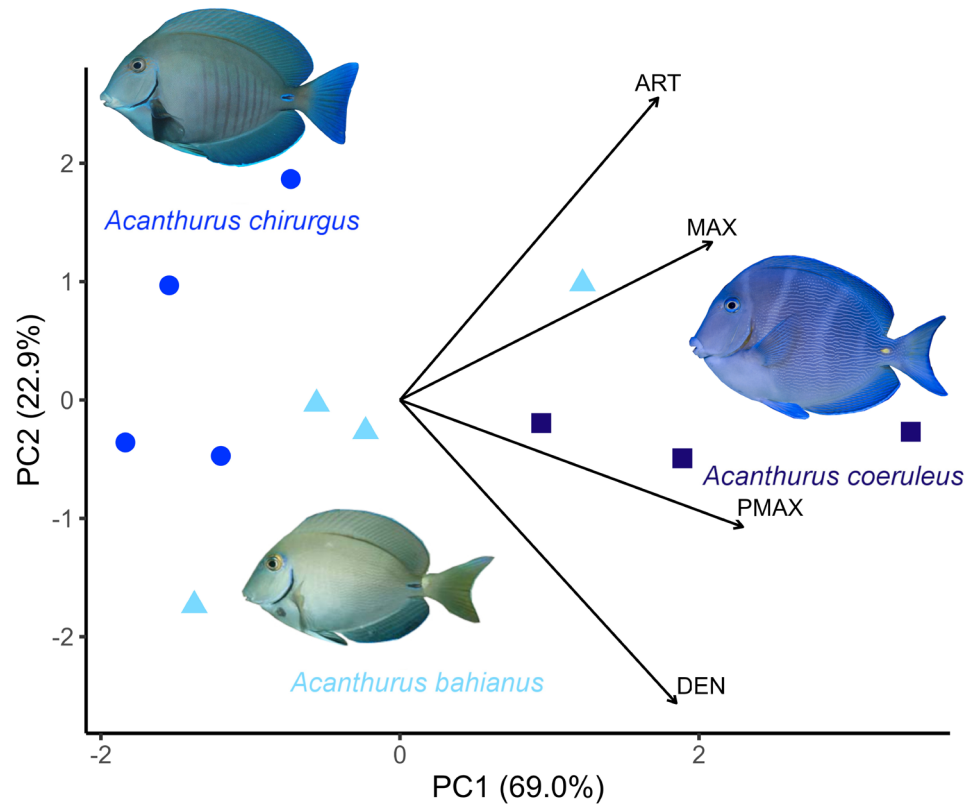 ART
2
Acanthurus chirurgus
MAX
1
PC2 (22.9%)
0
Acanthurus coeruleus
PMAX
-1
-2
Acanthurus bahianus
DEN
-2
0
2
PC1 (69.0%)